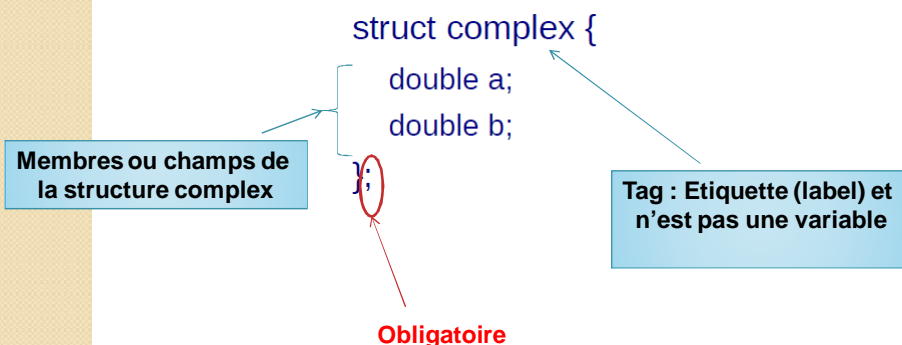 struct complex {
double a;
double b;
};
Membres ou champs de
la structure complex
Tag : Etiquette (label) et
n'est pas une variable
Obligatoire